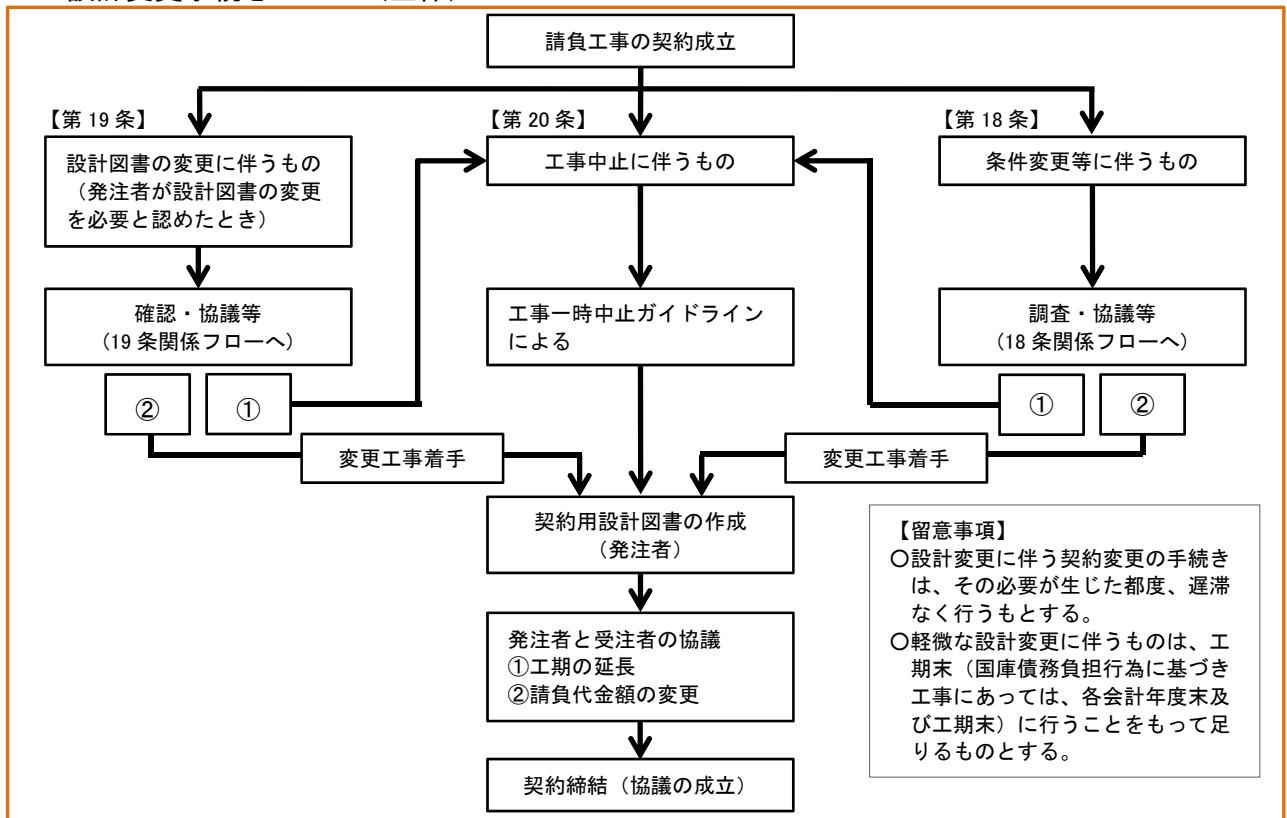 請負工事の契約成立
【第 19 条】
【第 20 条】
【第 18 条】
設計図書の変更に伴うもの
（発注者が設計図書の変更
を必要と認めたとき）
工事中止に伴うもの
条件変更等に伴うもの
確認・協議等
(19 条関係フローへ)
工事一時中止ガイドライン
による
調査・協議等
(18 条関係フローへ)
②
①
①
②
変更工事着手
変更工事着手
契約用設計図書の作成
（発注者）
発注者と受注者の協議
①工期の延長
②請負代金額の変更
契約締結（協議の成立）
【留意事項】
〇設計変更に伴う契約変更の手続き
は、その必要が生じた都度、遅滞
なく行うもとする。
〇軽微な設計変更に伴うものは、工
期末（国庫債務負担行為に基づき
工事にあっては、各会計年度末及
び工期末）に行うことをもって足
りるものとする。